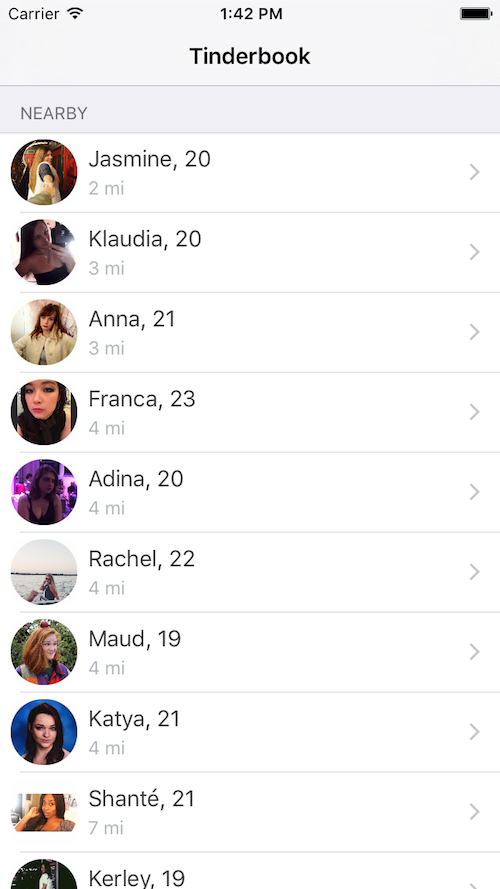 Carrier 1:42 PM
Tinderbook
NEARBY
Jasmine, 20
2 mi
Klaudia, 20
3 mi
Anna, 21
3 mi
Franca, 23
4 mi
Adina, 20
4 mi
Rachel, 22
4 mi
Maud, 19
4 mi
Katya, 21
4 mi
Shanté, 21
7 mi
Kerley, 19